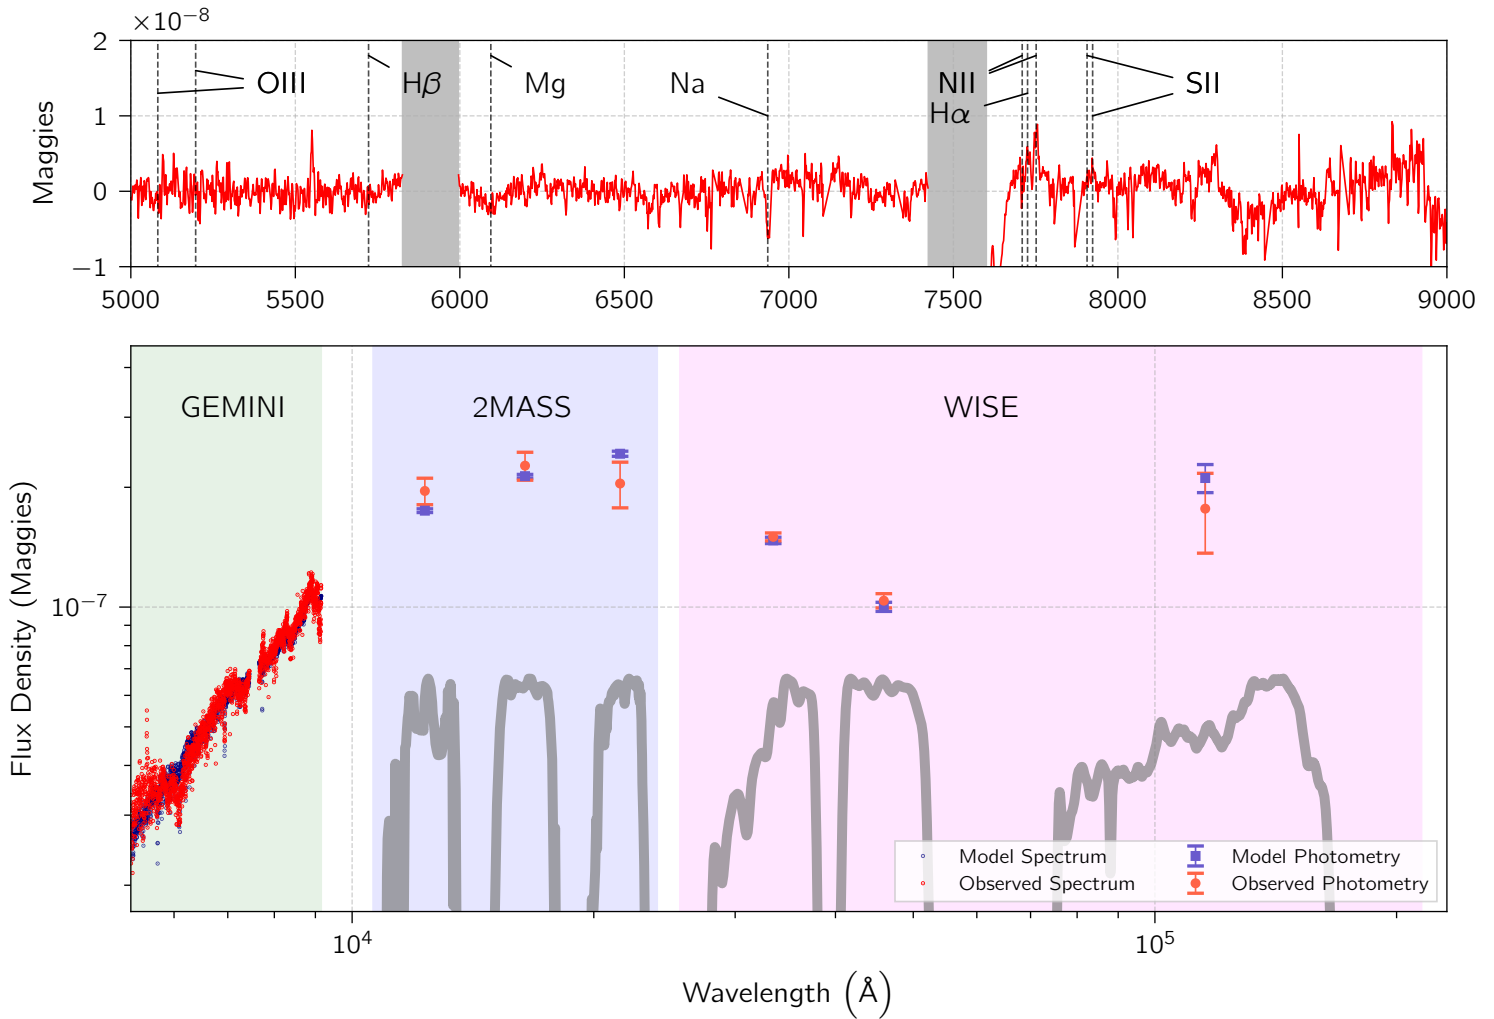 ×10⁻⁸
2
1
0
−1
Maggies
OIII
Hβ
Mg
Na
NII
Hα
SII
5000 5500 6000 6500 7000 7500 8000 8500 9000
GEMINI
2MASS
WISE
Flux Density (Maggies)
10⁻⁷
Model Spectrum
Observed Spectrum
Model Photometry
Observed Photometry
10⁴
10⁵
Wavelength (Å)